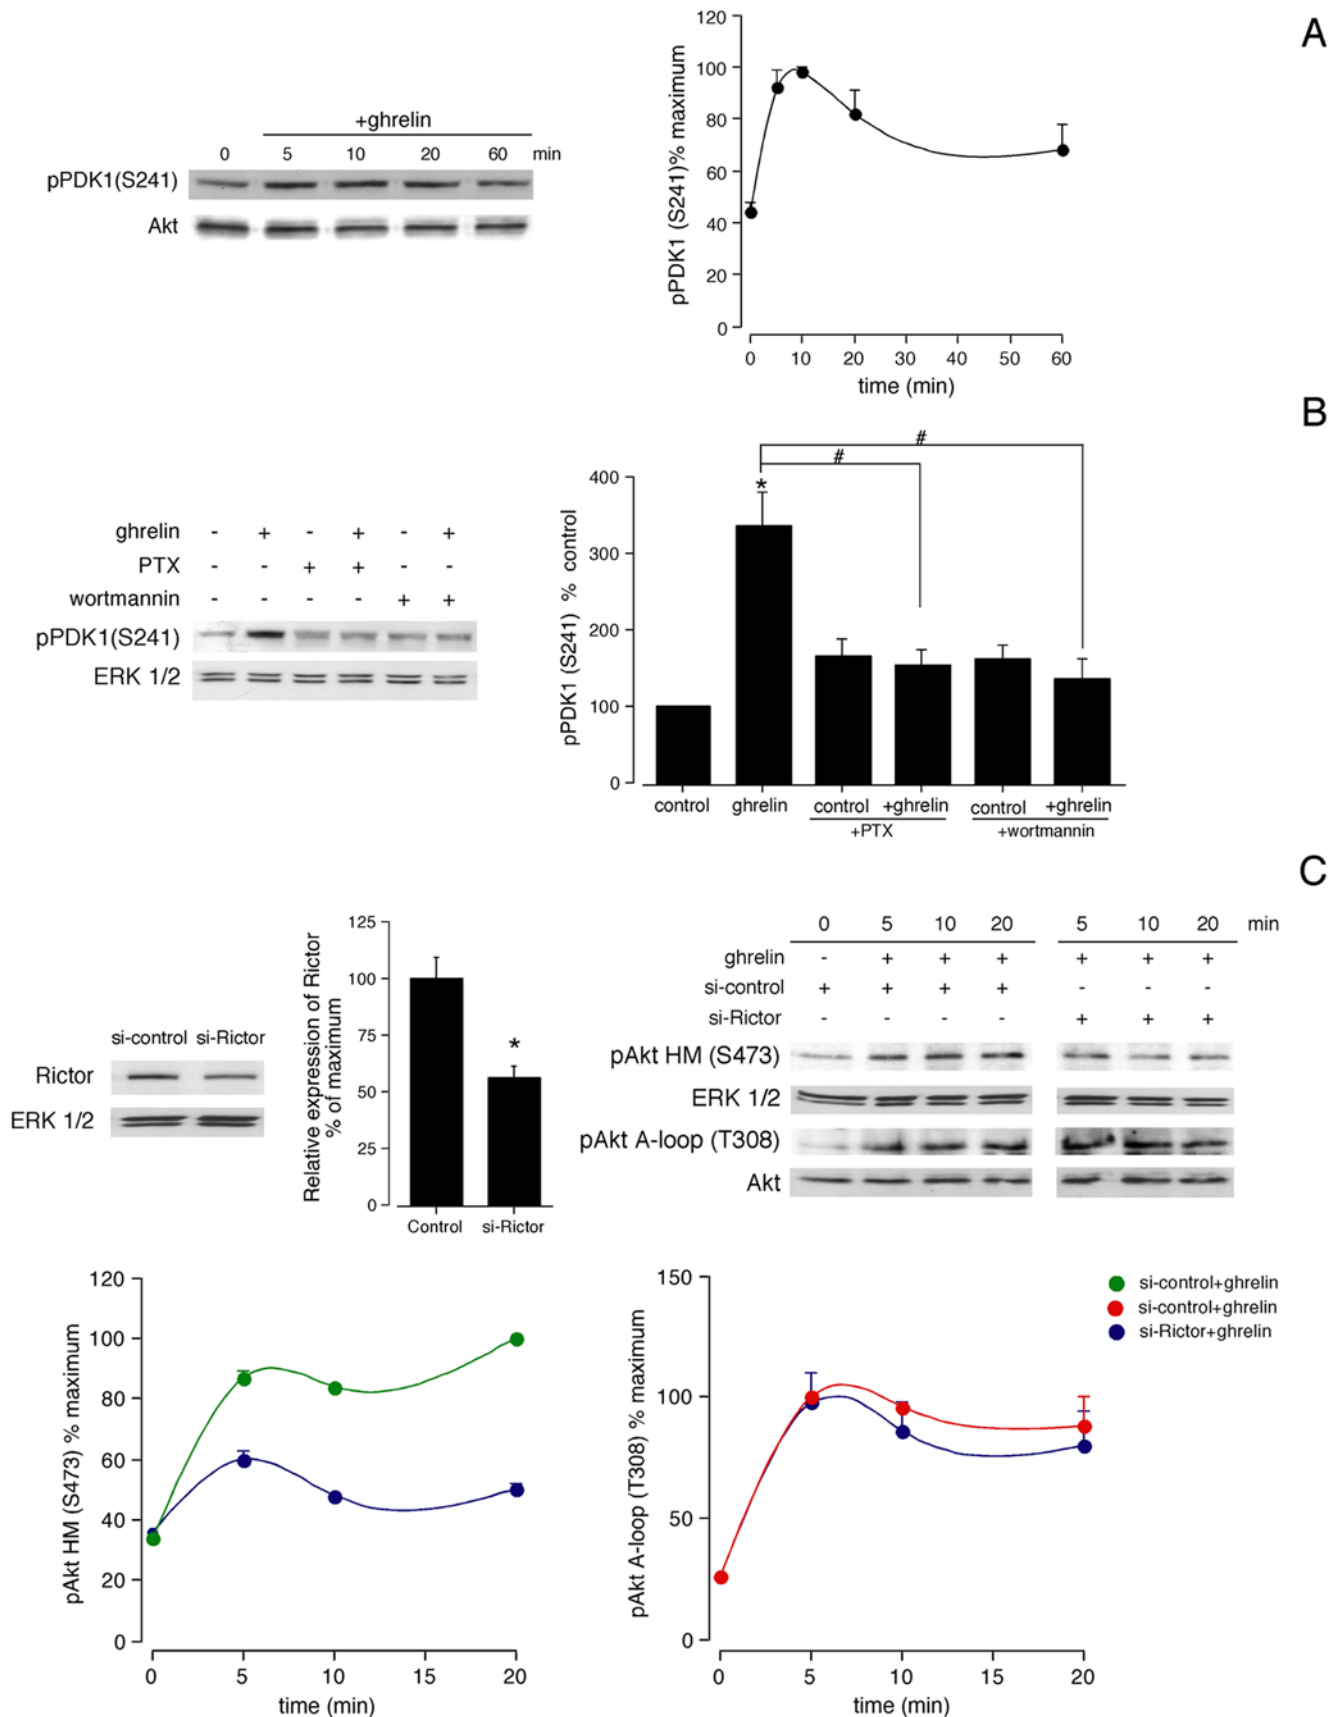 A
+ghrelin
0 5 10 20 60 min
pPDK1(S241)
Akt
pPDK1 (S241)% maximum
120
100
80
60
40
20
0
0 10 20 30 40 50 60
time (min)
B
ghrelin - + - + - +
PTX - - + + - -
wortmannin - - - - + +
pPDK1(S241)
ERK 1/2
pPDK1 (S241) % control
#
#
*
400
300
200
100
0
control ghrelin control +ghrelin control +ghrelin
+PTX +wortmannin
C
si-control si-Rictor
Rictor
ERK 1/2
Relative expression of Rictor
% of maximum
125
100
75
50
25
0
*
Control si-Rictor
0 5 10 20 5 10 20 min
ghrelin - + + + + + +
si-control + + + + - - -
si-Rictor - - - - + + +
pAkt HM (S473)
ERK 1/2
pAkt A-loop (T308)
Akt
pAkt HM (S473) % maximum
120
100
80
60
40
20
0
0 5 10 15 20
time (min)
pAkt A-loop (T308) % maximum
150
100
50
0
0 5 10 15 20
time (min)
si-control+ghrelin
si-control+ghrelin
si-Rictor+ghrelin